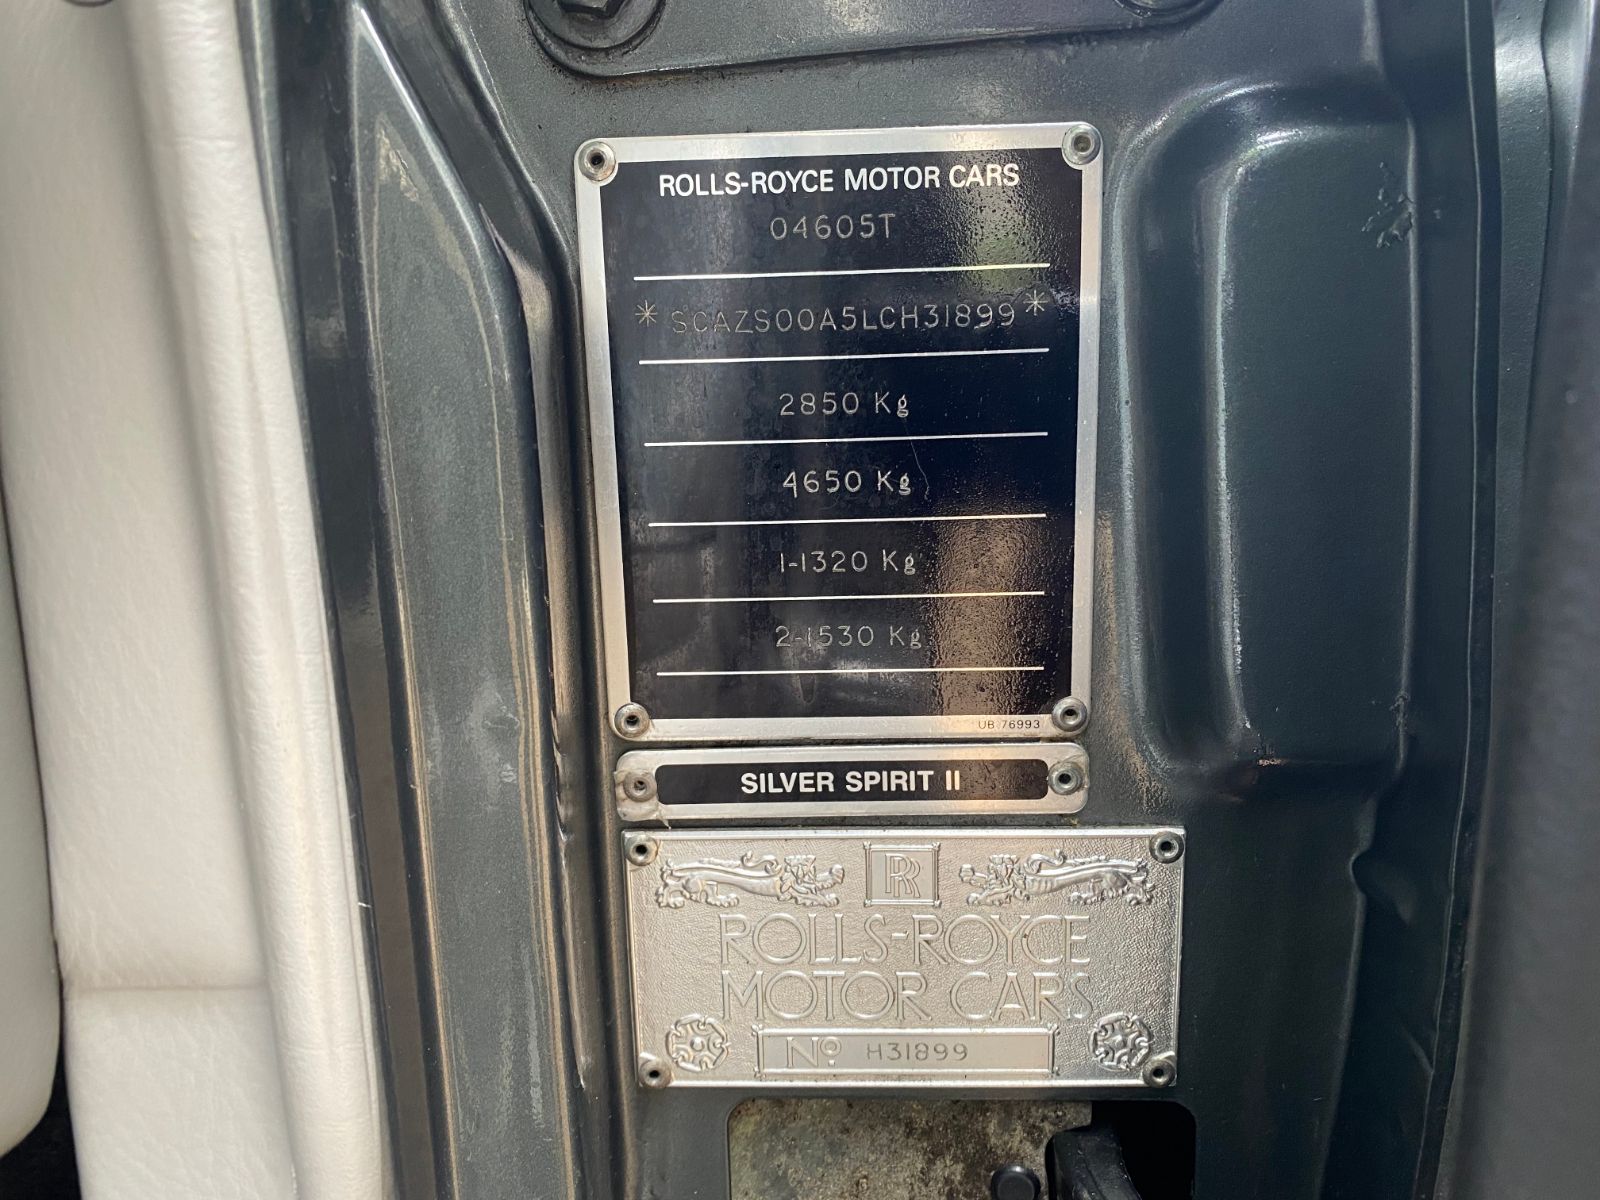 ROLLS-ROYCE MOTOR CARS
04605T
*SCAZS00A5LCH31899*
2850 Kg
4650 Kg
1-1320 Kg
2-1530 Kg
UB 76993
SILVER SPIRIT II
RR
ROLLS-ROYCE
MOTOR CARS
No. H31899